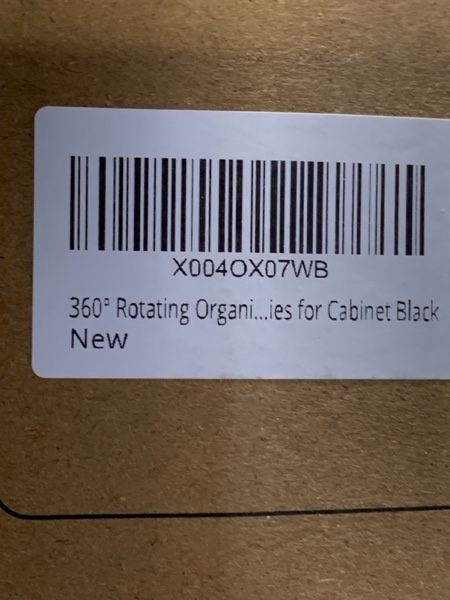 X004OX07WB
360° Rotating Organi...ies for Cabinet Black
New